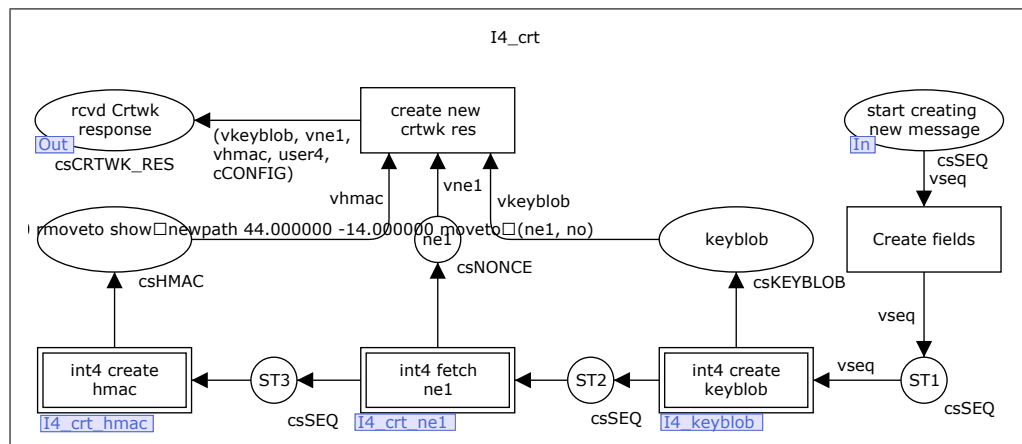 I4_crt
rcvd Crtwk
response
Out
csCRTWK_RES
create new
crtwk res
(vkeyblob, vne1,
vhmac, user4,
cCONFIG)
start creating
new message
In
csSEQ
vseq
vhmac
vne1
vkeyblob
) rmoveto show□newpath 44.000000 -14.000000 moveto□(ne1, no)
ne1
csHMAC
csNONCE
keyblob
csKEYBLOB
Create fields
vseq
int4 create
hmac
I4_crt_hmac
ST3
csSEQ
int4 fetch
ne1
I4_crt_ne1
ST2
csSEQ
int4 create
keyblob
I4_keyblob
vseq
ST1
csSEQ